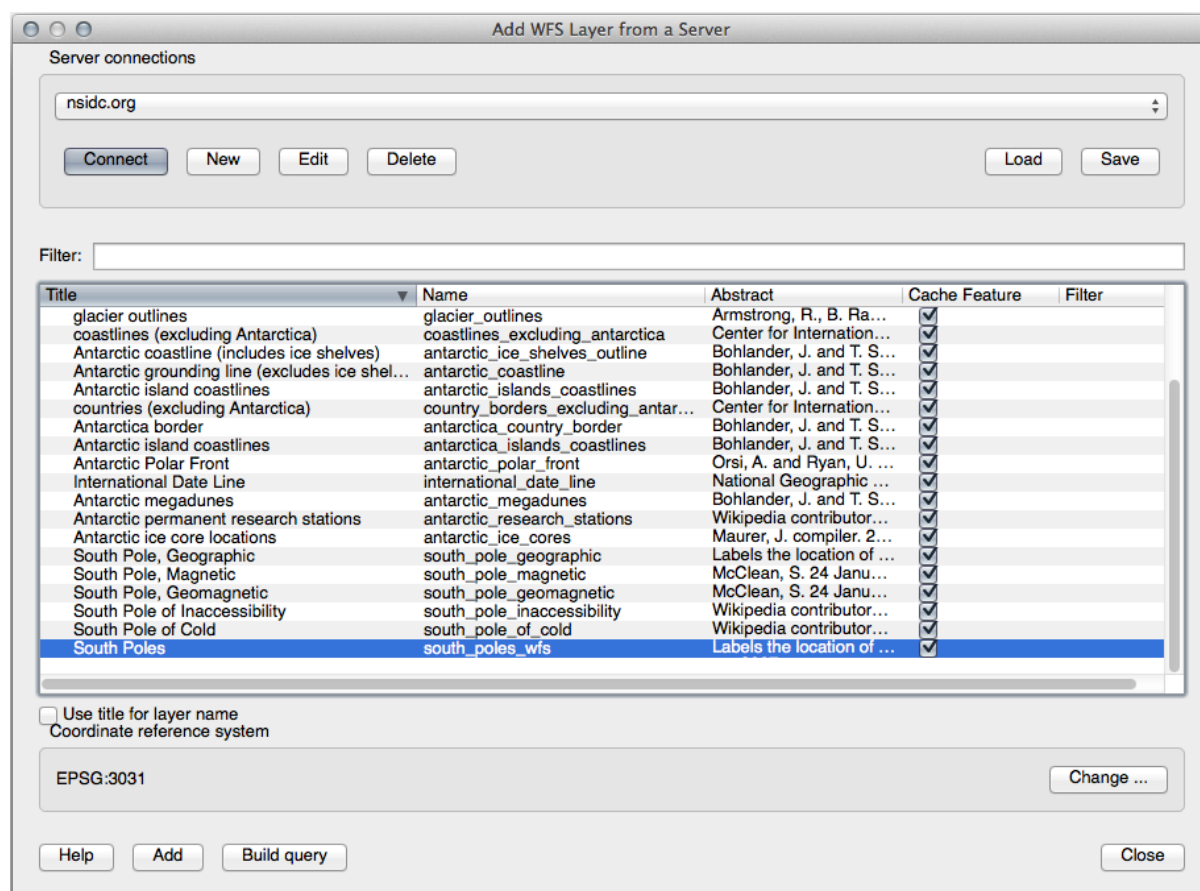 Add WFS Layer from a Server
Server connections
nsidc.org
Connect New Edit Delete Load Save
Filter:
Title Name Abstract Cache Feature Filter
glacier outlines glacier_outlines Armstrong, R., B. Ra...
coastlines (excluding Antarctica) coastlines_excluding_antarctica Center for Internation...
Antarctic coastline (includes ice shelves) antarctic_ice_shelves_outline Bohlander, J. and T. S...
Antarctic grounding line (excludes ice shel... antarctic_coastline Bohlander, J. and T. S...
Antarctic island coastlines antarctic_islands_coastlines Bohlander, J. and T. S...
countries (excluding Antarctica) country_borders_excluding_antar... Center for Internation...
Antarctica border antarctica_country_border Bohlander, J. and T. S...
Antarctic island coastlines antarctica_islands_coastlines Bohlander, J. and T. S...
Antarctic Polar Front antarctic_polar_front Orsi, A. and Ryan, U. ...
International Date Line international_date_line National Geographic ...
Antarctic megadunes antarctic_megadunes Bohlander, J. and T. S...
Antarctic permanent research stations antarctic_research_stations Wikipedia contributor...
Antarctic ice core locations antarctic_ice_cores Maurer, J. compiler. 2...
South Pole, Geographic south_pole_geographic Labels the location of ...
South Pole, Magnetic south_pole_magnetic McClean, S. 24 Janu...
South Pole, Geomagnetic south_pole_geomagnetic McClean, S. 24 Janu...
South Pole of Inaccessibility south_pole_inaccessibility Wikipedia contributor...
South Pole of Cold south_pole_of_cold Wikipedia contributor...
South Poles south_poles_wfs Labels the location of ...
Use title for layer name
Coordinate reference system
EPSG:3031 Change ...
Help Add Build query Close